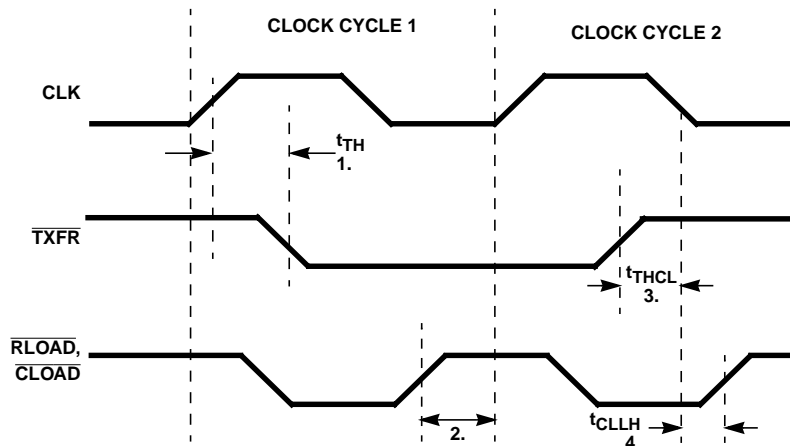 CLOCK CYCLE 1
CLOCK CYCLE 2
CLK
tTH
1.
TXFR
tTHCL
3.
RLOAD,
CLOAD
2.
tCLLH
4